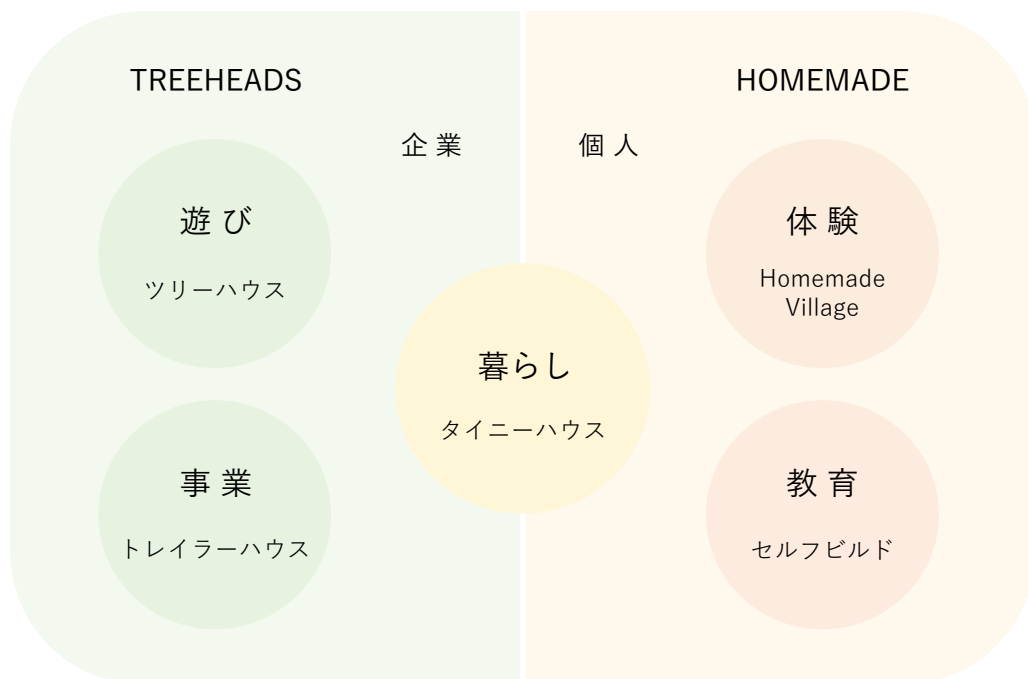 TREEHEADS
企業
遊び
ツリーハウス
事業
トレイラーハウス
暮らし
タイニーハウス
HOMEMADE
個人
体験
Homemade
Village
教育
セルフビルド